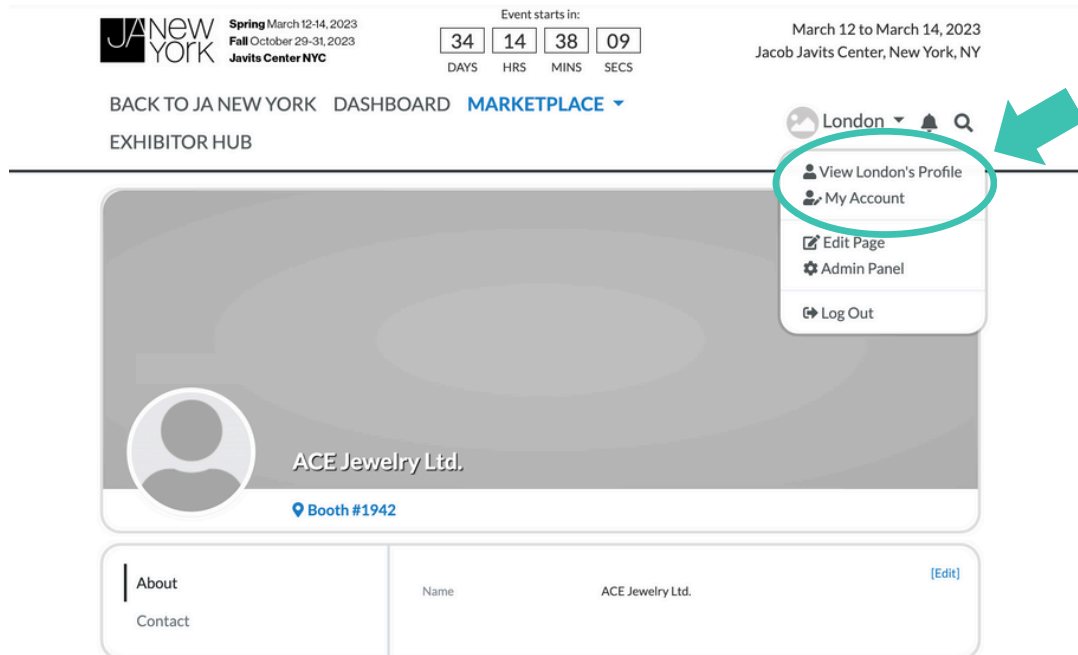 JA NEW YORK
Spring March 12-14, 2023
Fall October 29-31, 2023
Javits Center NYC
Event starts in:
34 14 38 09
DAYS HRS MINS SECS
March 12 to March 14, 2023
Jacob Javits Center, New York, NY
BACK TO JA NEW YORK DASHBOARD MARKETPLACE
EXHIBITOR HUB
London
View London's Profile
My Account
Edit Page
Admin Panel
Log Out
ACE Jewelry Ltd.
Booth #1942
About
Contact
Name ACE Jewelry Ltd.
[Edit]